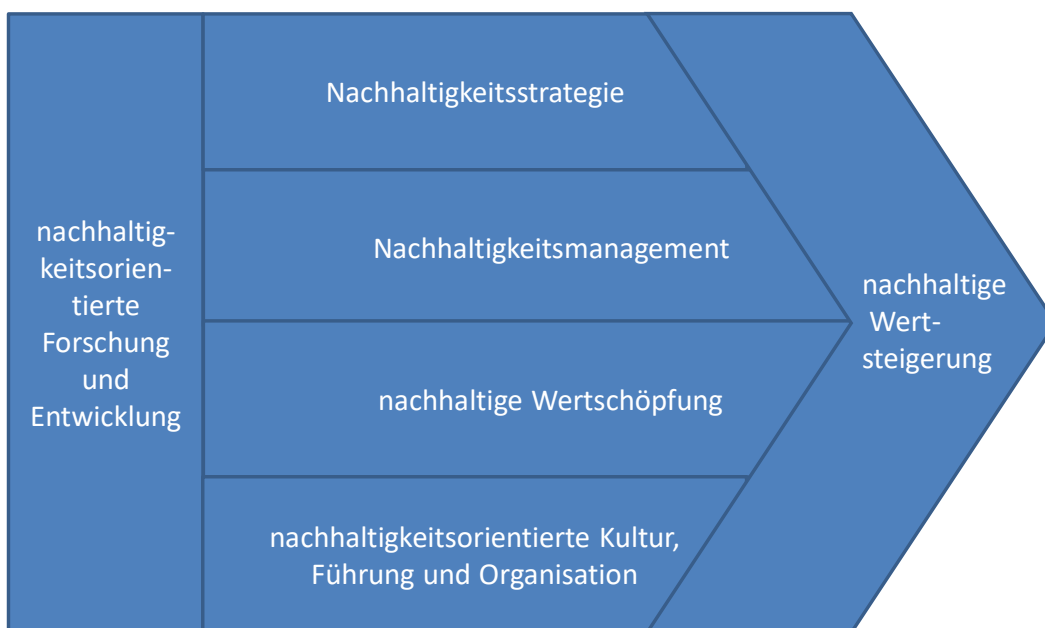 nachhaltig-
keitsorien-
tierte
Forschung
und
Entwicklung
Nachhaltigkeitsstrategie
Nachhaltigkeitsmanagement
nachhaltige Wertschöpfung
nachhaltigkeitsorientierte Kultur,
Führung und Organisation
nachhaltige
Wert-
steigerung